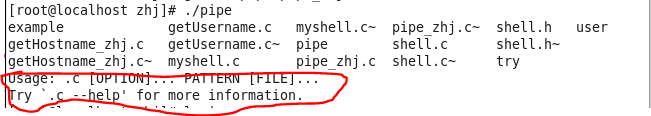 [root@localhost zhj]# ./pipe
example getUsername.c myshell.c~ pipe_zhj.c~ shell.h user
getHostname_zhj.c getUsername.c~ pipe shell.c shell.h~
getHostname_zhj.c~ myshell.c pipe_zhj.c shell.c~ try
Usage: .c [OPTION]... PATTERN [FILE]...
Try `.c --help' for more information.